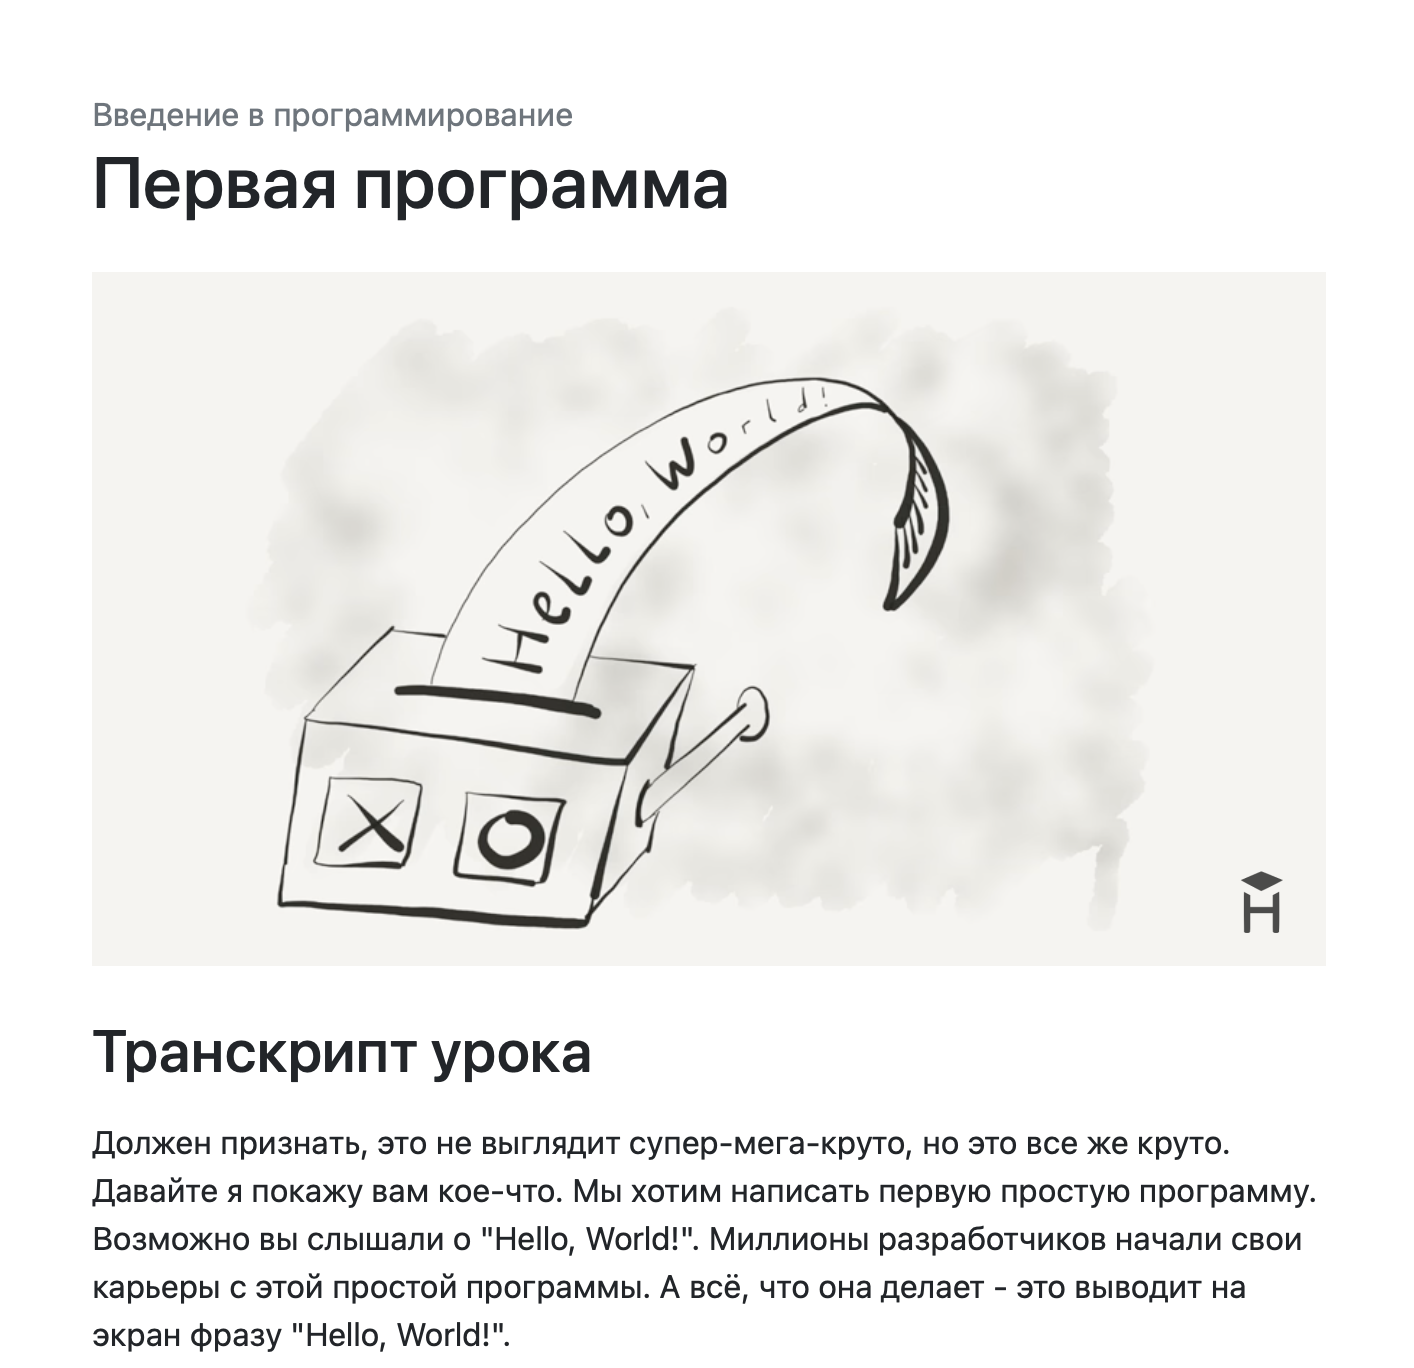 Введение в программирование
Первая программа
Hello, World!
X O
H
Транскрипт урока
Должен признать, это не выглядит супер-мега-круто, но это все же круто.
Давайте я покажу вам кое-что. Мы хотим написать первую простую программу.
Возможно вы слышали о "Hello, World!". Миллионы разработчиков начали свои
карьеры с этой простой программы. А всё, что она делает - это выводит на
экран фразу "Hello, World!".